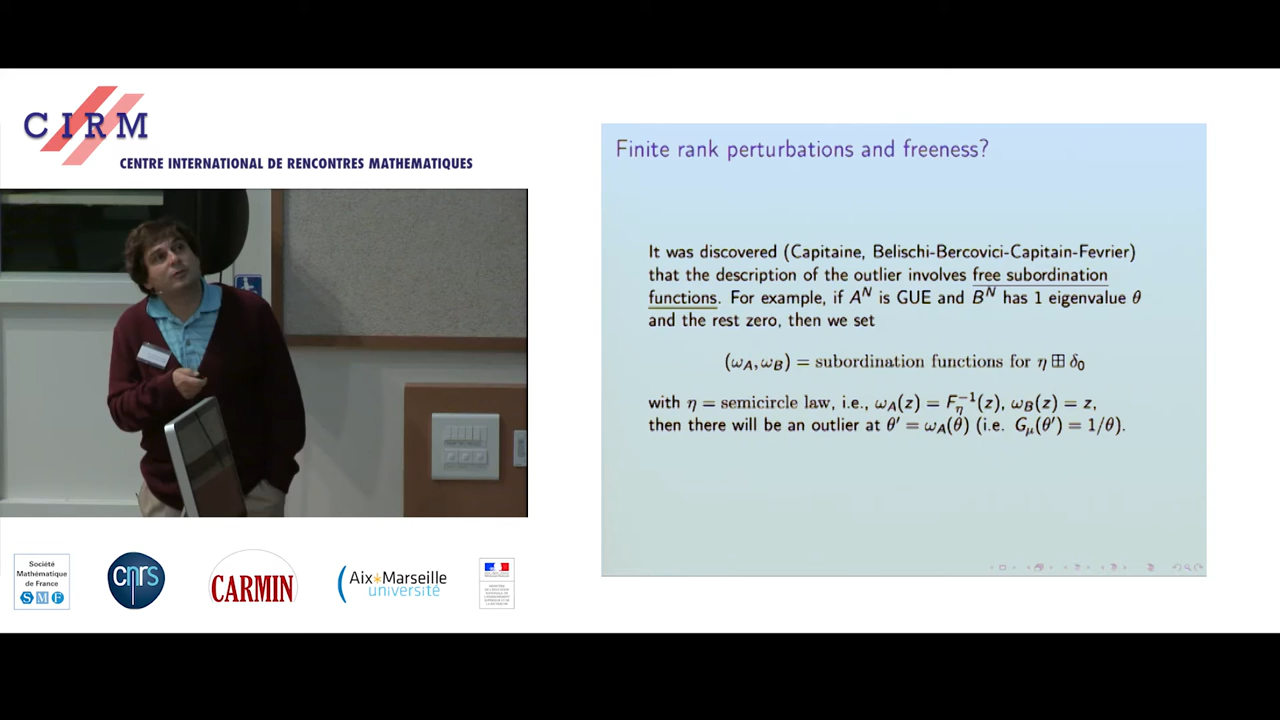 CIRM
CENTRE INTERNATIONAL DE RENCONTRES MATHEMATIQUES
Finite rank perturbations and freeness?
It was discovered (Capitaine, Belischi-Bercovici-Capitain-Fevrier)
that the description of the outlier involves free subordination
functions. For example, if Aᴺ is GUE and Bᴺ has 1 eigenvalue θ
and the rest zero, then we set
(ω_A, ω_B) = subordination functions for η ⊞ δ₀
with η = semicircle law, i.e., ω_A(z) = F_η⁻¹(z), ω_B(z) = z,
then there will be an outlier at θ′ = ω_A(θ) (i.e. G_μ(θ′) = 1/θ).
Société
Mathématique
de France
S M F
cnrs
CARMIN
Aix*Marseille
université